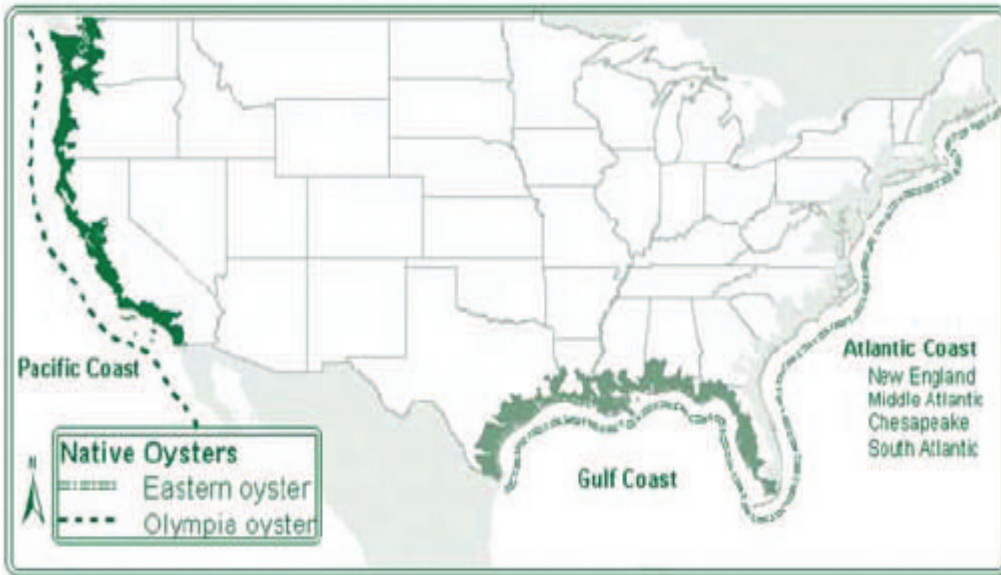 Pacific Coast
Atlantic Coast
New England
Middle Atlantic
Chesapeake
South Atlantic
Gulf Coast
N
Native Oysters
Eastern oyster
Olympia oyster